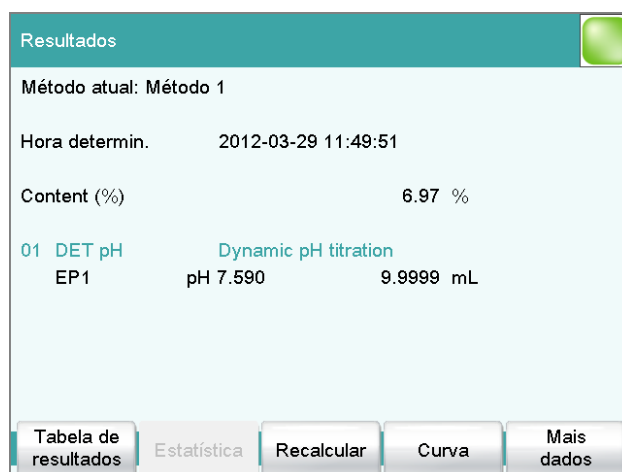 Resultados
Método atual: Método 1
Hora determin. 2012-03-29 11:49:51
Content (%) 6.97 %
01 DET pH Dynamic pH titration
EP1 pH 7.590 9.9999 mL
Tabela de resultados
Estatística
Recalcular
Curva
Mais dados